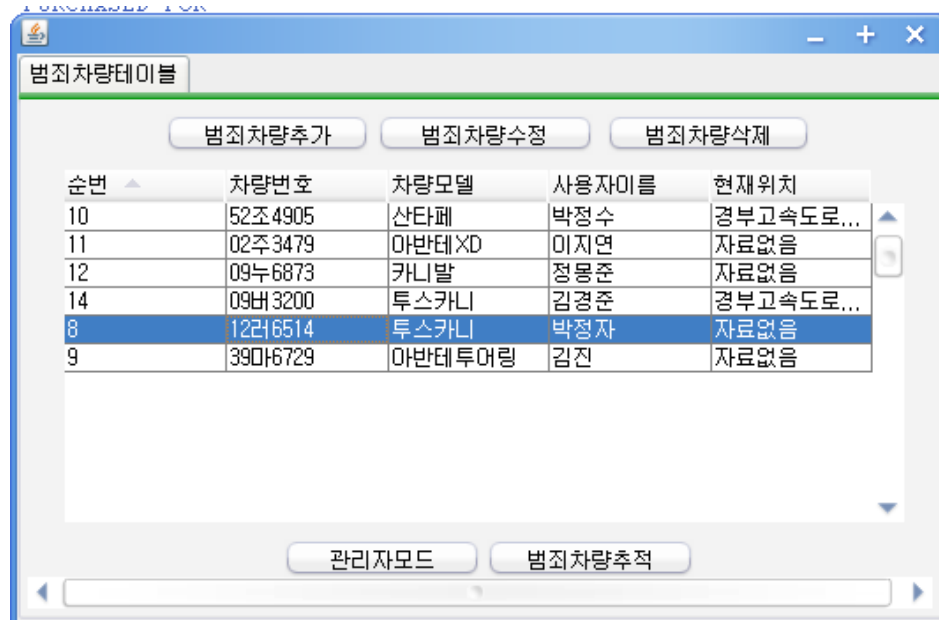 PURCHASED FOR
범죄차량테이블
범죄차량추가 범죄차량수정 범죄차량삭제
순번 차량번호 차량모델 사용자이름 현재위치
10 52조4905 산타페 박정수 경부고속도로...
11 02주3479 아반테XD 이지연 자료없음
12 09누6873 카니발 정몽준 자료없음
14 09버3200 투스카니 김경준 경부고속도로...
8 12러6514 투스카니 박정자 자료없음
9 39마6729 아반테투어링 김진 자료없음
관리자모드 범죄차량추적